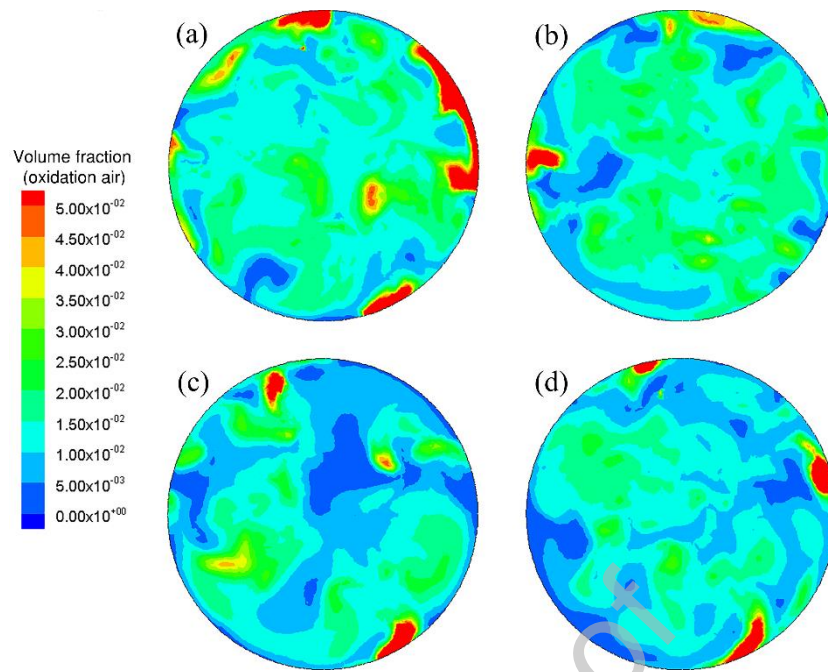 (a)
(b)
Volume fraction
(oxidation air)
5.00x10⁻⁰²
4.50x10⁻⁰²
4.00x10⁻⁰²
3.50x10⁻⁰²
3.00x10⁻⁰²
2.50x10⁻⁰²
2.00x10⁻⁰²
1.50x10⁻⁰²
1.00x10⁻⁰²
5.00x10⁻⁰³
0.00x10⁺⁰⁰
(c)
(d)
of